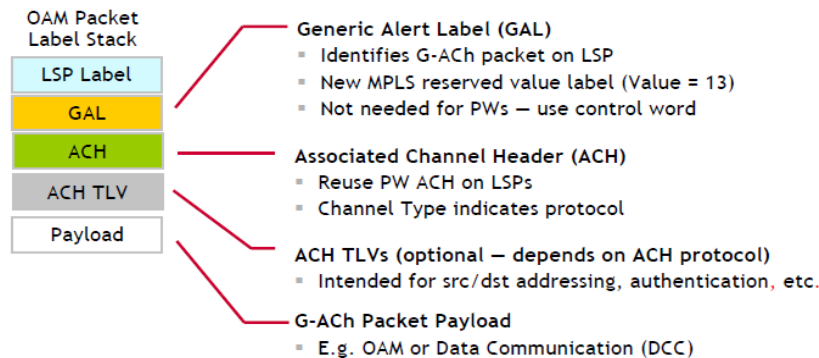 OAM Packet
Label Stack
LSP Label
GAL
ACH
ACH TLV
Payload
Generic Alert Label (GAL)
▪ Identifies G-ACh packet on LSP
▪ New MPLS reserved value label (Value = 13)
▪ Not needed for PWs – use control word
Associated Channel Header (ACH)
▪ Reuse PW ACH on LSPs
▪ Channel Type indicates protocol
ACH TLVs (optional – depends on ACH protocol)
▪ Intended for src/dst addressing, authentication, etc.
G-ACh Packet Payload
▪ E.g. OAM or Data Communication (DCC)